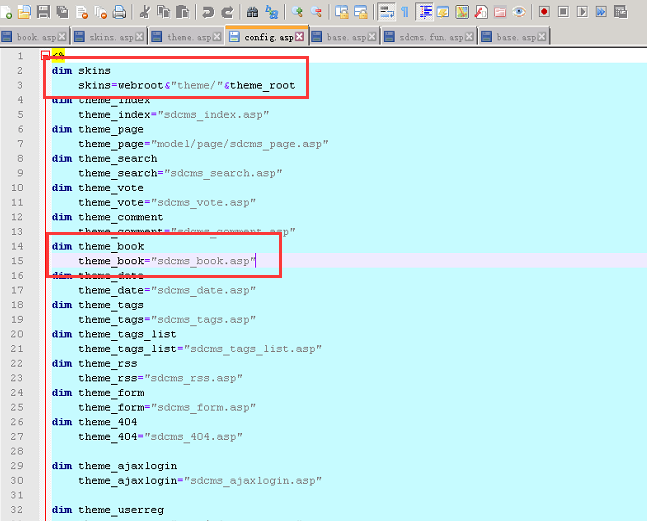 book.asp skins.asp theme.asp config.asp base.asp sdcms.fun.asp base.asp
1 <%
2 dim skins
3 skins=webroot&"theme/"&theme_root
4 dim theme_index
5 theme_index="sdcms_index.asp"
6 dim theme_page
7 theme_page="model/page/sdcms_page.asp"
8 dim theme_search
9 theme_search="sdcms_search.asp"
10 dim theme_vote
11 theme_vote="sdcms_vote.asp"
12 dim theme_comment
13 theme_comment="sdcms_comment.asp"
14 dim theme_book
15 theme_book="sdcms_book.asp"
16 dim theme_date
17 theme_date="sdcms_date.asp"
18 dim theme_tags
19 theme_tags="sdcms_tags.asp"
20 dim theme_tags_list
21 theme_tags_list="sdcms_tags_list.asp"
22 dim theme_rss
23 theme_rss="sdcms_rss.asp"
24 dim theme_form
25 theme_form="sdcms_form.asp"
26 dim theme_404
27 theme_404="sdcms_404.asp"
28
29 dim theme_ajaxlogin
30 theme_ajaxlogin="sdcms_ajaxlogin.asp"
31
32 dim theme_userreg